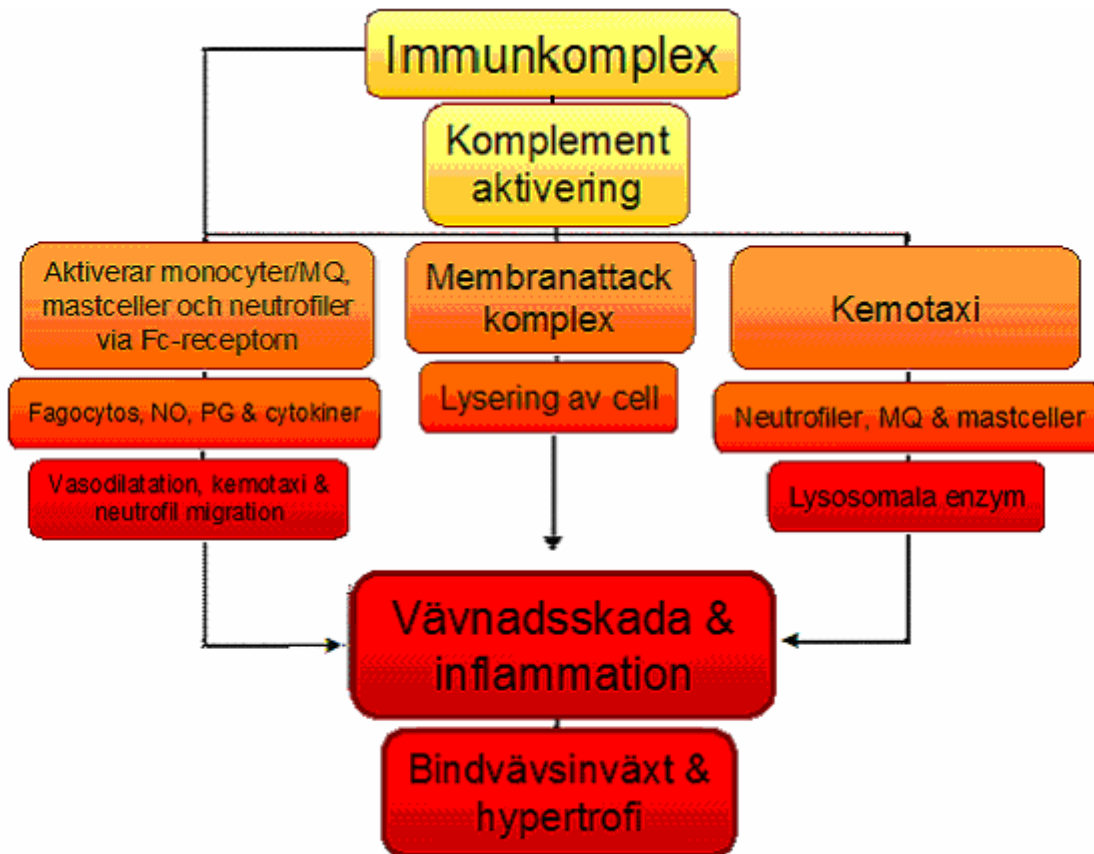 Immunkomplex
Komplement
aktivering
Aktiverar monocyter/MQ,
mastceller och neutrofiler
via Fc-receptorn
Fagocytos, NO, PG & cytokiner
Vasodilatation, kemotaxi &
neutrofil migration
Membranattack
komplex
Lysering av cell
Kemotaxi
Neutrofiler, MQ & mastceller
Lysosomala enzym
Vävnadsskada &
inflammation
Bindvävsinväxt &
hypertrofi